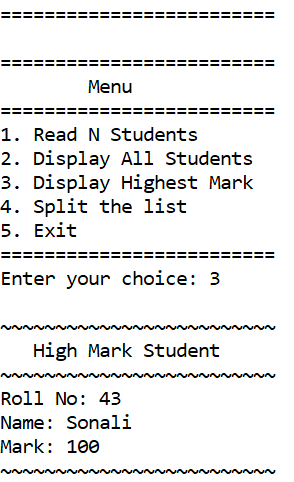 =========================
=========================
Menu
=========================
1. Read N Students
2. Display All Students
3. Display Highest Mark
4. Split the list
5. Exit
=========================
Enter your choice: 3
~~~~~~~~~~~~~~~~~~~~~~~~~
High Mark Student
~~~~~~~~~~~~~~~~~~~~~~~~~
Roll No: 43
Name: Sonali
Mark: 100
~~~~~~~~~~~~~~~~~~~~~~~~~